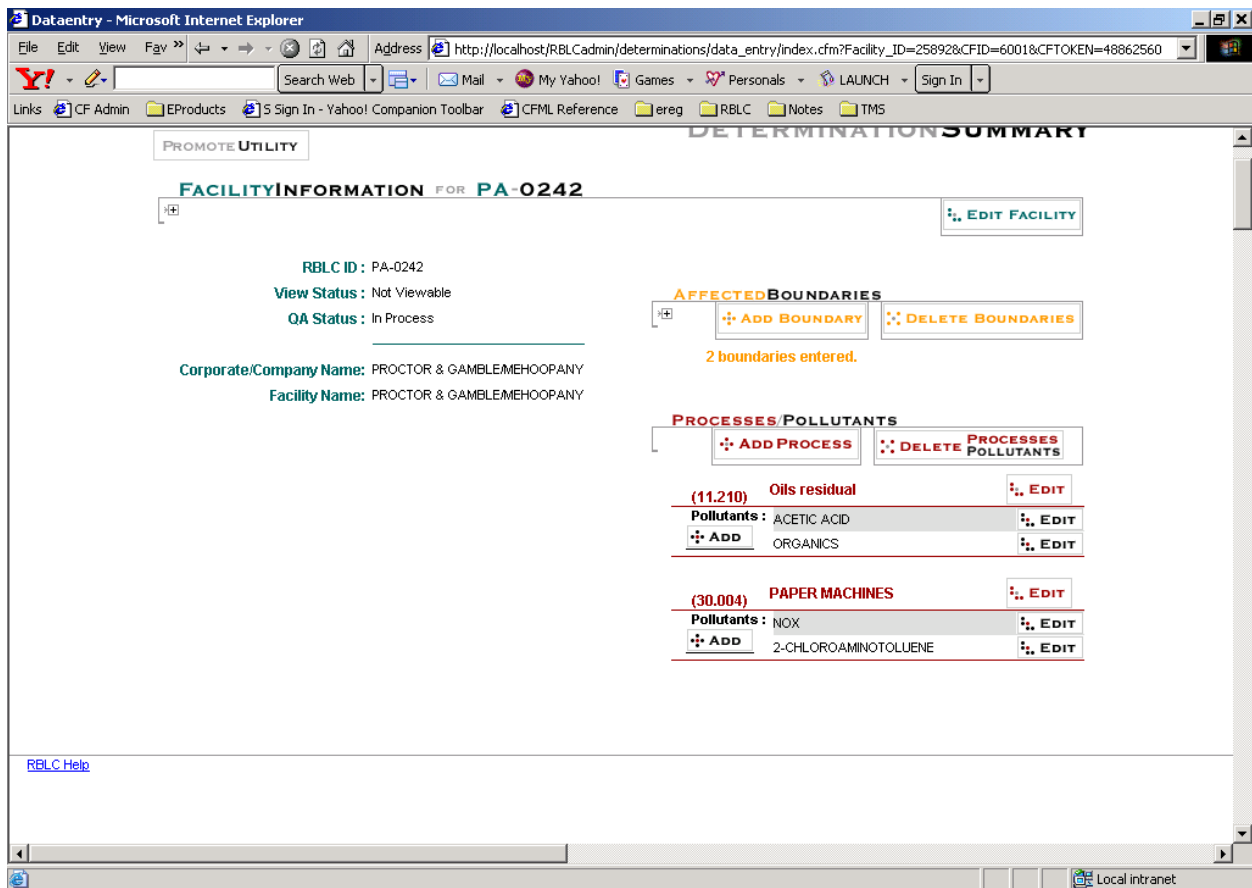 Dataentry - Microsoft Internet Explorer
File Edit View Fav » Address http://localhost/RBLCadmin/determinations/data_entry/index.cfm?Facility_ID=25892&CFID=6001&CFTOKEN=48862560
Y! Search Web Mail My Yahoo! Games Personals LAUNCH Sign In
Links CF Admin EProducts S Sign In - Yahoo! Companion Toolbar CFML Reference ereg RBLC Notes TMS
DETERMINATIONSUMMARY
PROMOTE UTILITY
FACILITYINFORMATION FOR PA-0242
EDIT FACILITY
RBLC ID : PA-0242
View Status : Not Viewable
QA Status : In Process
Corporate/Company Name: PROCTOR & GAMBLE/MEHOOPANY
Facility Name: PROCTOR & GAMBLE/MEHOOPANY
AFFECTEDBOUNDARIES
ADD BOUNDARY DELETE BOUNDARIES
2 boundaries entered.
PROCESSES/POLLUTANTS
ADD PROCESS DELETE PROCESSES POLLUTANTS
(11.210) Oils residual EDIT
Pollutants : ACETIC ACID EDIT
ADD ORGANICS EDIT
(30.004) PAPER MACHINES EDIT
Pollutants : NOX EDIT
ADD 2-CHLOROAMINOTOLUENE EDIT
RBLC Help
Local intranet